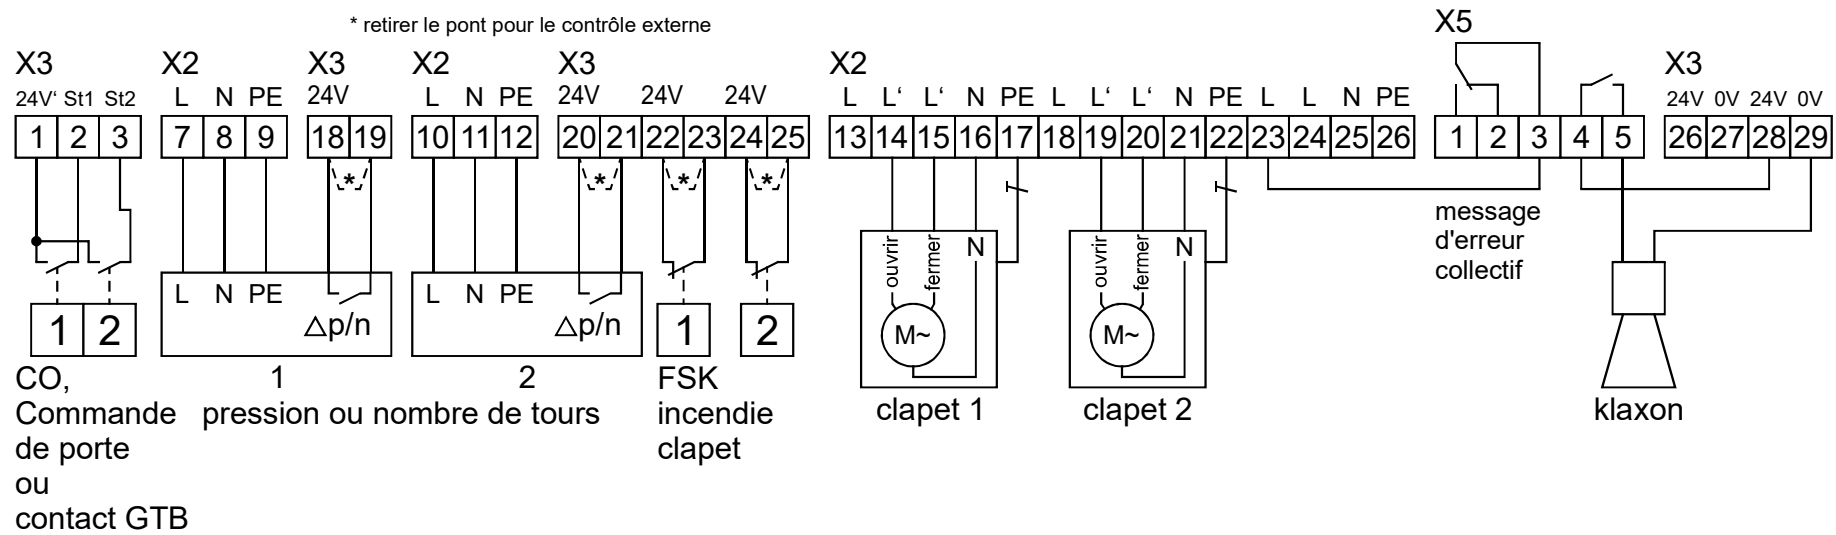 * retirer le pont pour le contrôle externe
X5
X3 X2 X3 X2 X3 X2 X3
24V‘ St1 St2 L N PE 24V L N PE 24V 24V 24V L L‘ L‘ N PE L L‘ L‘ N PE L L N PE 24V 0V 24V 0V
1 2 3 7 8 9 18 19 10 11 12 20 21 22 23 24 25 13 14 15 16 17 18 19 20 21 22 23 24 25 26 1 2 3 4 5 26 27 28 29
* * * *
message
d'erreur
collectif
ouvrir fermer N ouvrir fermer N
L N PE L N PE
1 2 △p/n △p/n 1 2 M~ M~
CO, 1 2 FSK
Commande pression ou nombre de tours incendie clapet 1 clapet 2 klaxon
de porte clapet
ou
contact GTB